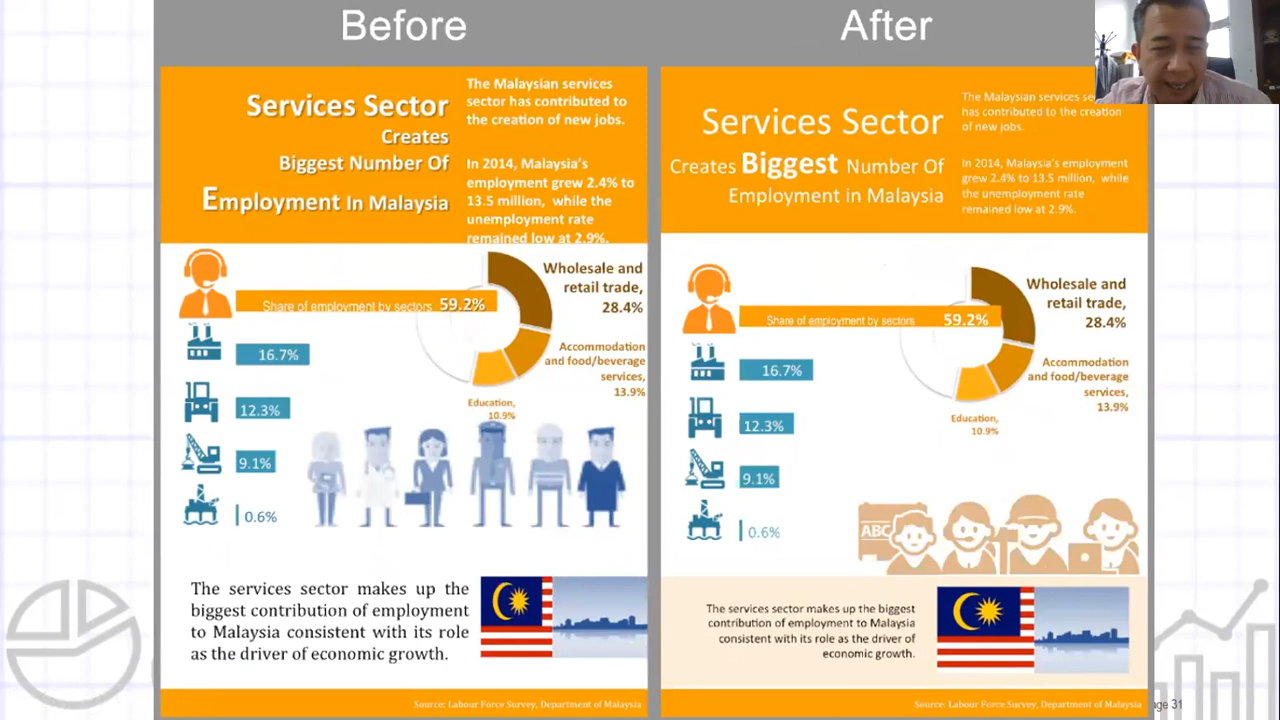 Before
After
Services Sector
Creates
Biggest Number Of
Employment In Malaysia
The Malaysian services
sector has contributed to
the creation of new jobs.
In 2014, Malaysia's
employment grew 2.4% to
13.5 million, while the
unemployment rate
remained low at 2.9%.
Share of employment by sectors 59.2%
16.7%
12.3%
9.1%
0.6%
Wholesale and
retail trade,
28.4%
Accommodation
and food/beverage
services,
13.9%
Education,
10.9%
The services sector makes up the
biggest contribution of employment
to Malaysia consistent with its role
as the driver of economic growth.
Source: Labour Force Survey, Department of Malaysia
Services Sector
Creates Biggest Number Of
Employment in Malaysia
The Malaysian services
has contributed to the creation
of new jobs.
In 2014, Malaysia's employment
grew 2.4% to 13.5 million, while
the unemployment rate
remained low at 2.9%.
Share of employment by sectors 59.2%
16.7%
12.3%
9.1%
0.6%
Wholesale and
retail trade,
28.4%
Accommodation
and food/beverage
services,
13.9%
Education,
10.9%
ABC
The services sector makes up the biggest
contribution of employment to Malaysia
consistent with its role as the driver of
economic growth.
Source: Labour Force Survey, Department of Malaysia
31